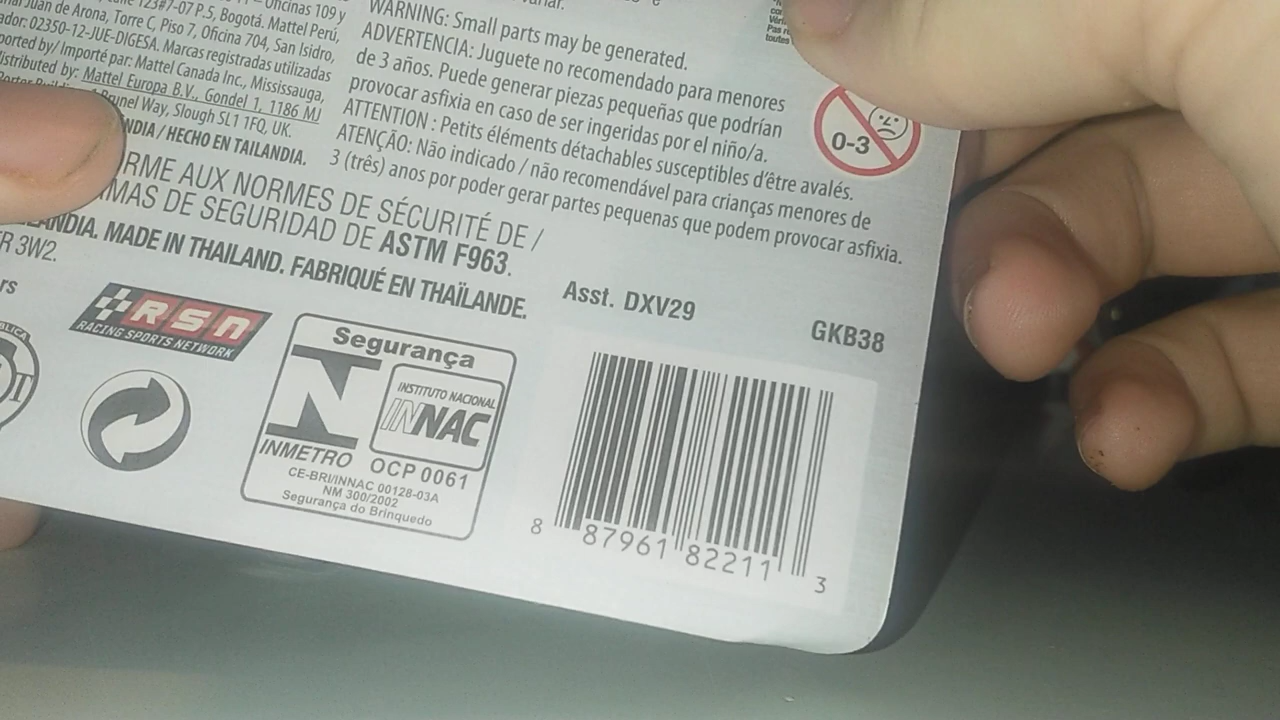 Oficinas 109 y
123#7-07 P.5, Bogotá. Mattel Perú,
Juan de Arona, Torre C, Piso 7, Oficina 704, San Isidro,
02350-12-JUE-DIGESA. Marcas registradas utilizadas
by/ Importé par: Mattel Canada Inc., Mississauga,
by: Mattel Europa B.V., Gondel 1, 1186 MJ
Brunel Way, Slough SL1 1FQ, UK.
/ HECHO EN TAILANDIA.
WARNING: Small parts may be generated.
ADVERTENCIA: Juguete no recomendado para menores
de 3 años. Puede generar piezas pequeñas que podrían
provocar asfixia en caso de ser ingeridas por el niño/a.
ATTENTION : Petits éléments détachables susceptibles d'être avalés.
ATENÇÃO: Não indicado / não recomendável para crianças menores de
3 (três) anos por poder gerar partes pequenas que podem provocar asfixia.
0-3
AUX NORMES DE SÉCURITÉ DE /
DE SEGURIDAD DE ASTM F963.
MADE IN THAILAND. FABRIQUÉ EN THAÏLANDE.
3W2.
RSN
RACING SPORTS NETWORK
Segurança
INSTITUTO NACIONAL
INNAC
INMETRO OCP 0061
CE-BRI/INNAC 00128-03A
NM 300/2002
Segurança do Brinquedo
Asst. DXV29
GKB38
8 87961 82211 3